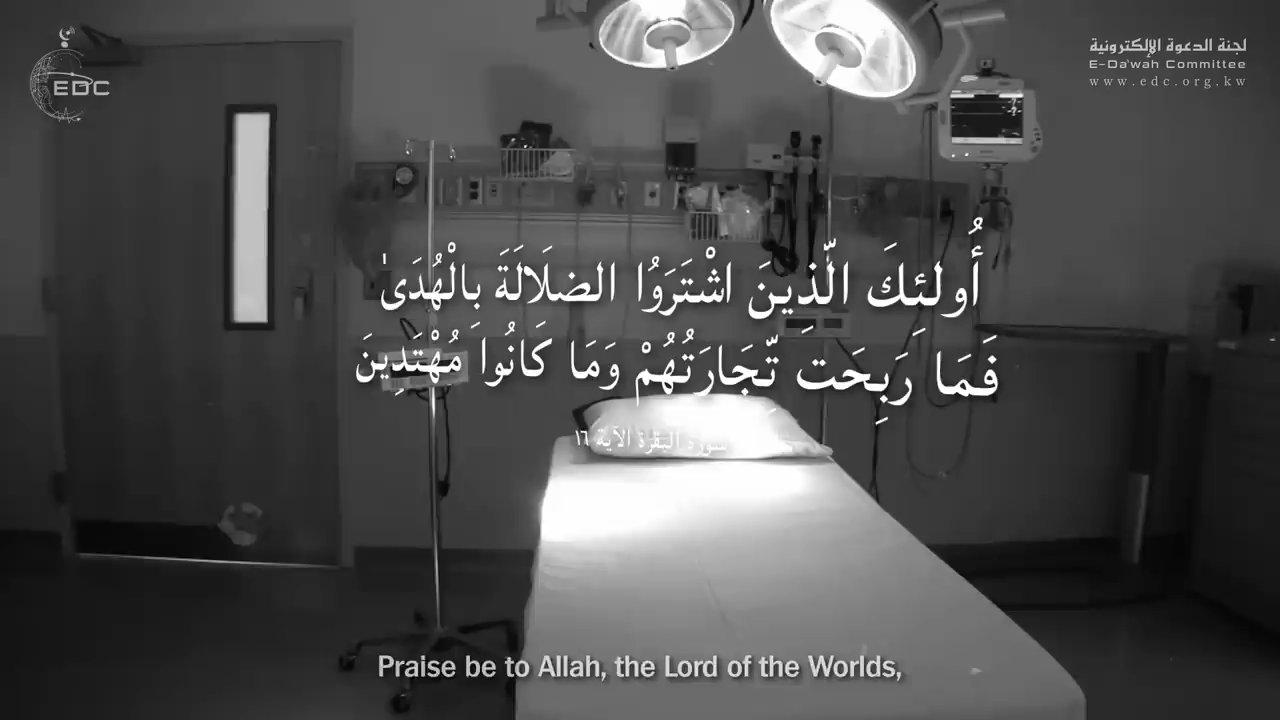 EDC
لجنة الدعوة الإلكترونية
E-Da'wah Committee
www.edc.org.kw
أُولَئِكَ الَّذِينَ اشْتَرَوُا الضلَالَةَ بِالْهُدَىٰ
فَمَا رَبِحَت تِّجَارَتُهُمْ وَمَا كَانُوا مُهْتَدِينَ
سورة البقرة الآية ١٦
Praise be to Allah, the Lord of the Worlds,